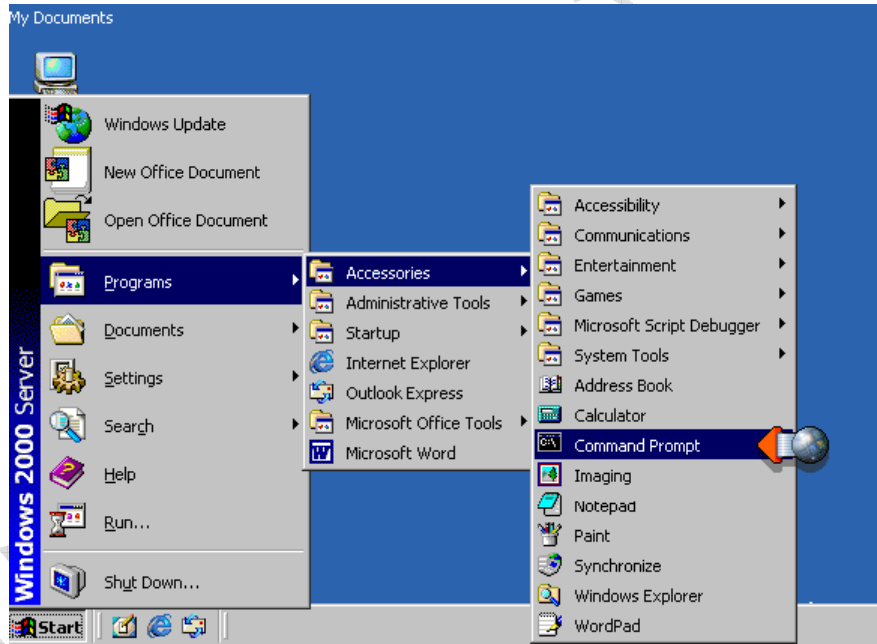 My Documents
Windows Update
New Office Document
Open Office Document
Programs
Documents
Settings
Search
Help
Run...
Shut Down...
Windows 2000 Server
Start
Accessories
Administrative Tools
Startup
Internet Explorer
Outlook Express
Microsoft Office Tools
Microsoft Word
Accessibility
Communications
Entertainment
Games
Microsoft Script Debugger
System Tools
Address Book
Calculator
Command Prompt
Imaging
Notepad
Paint
Synchronize
Windows Explorer
WordPad